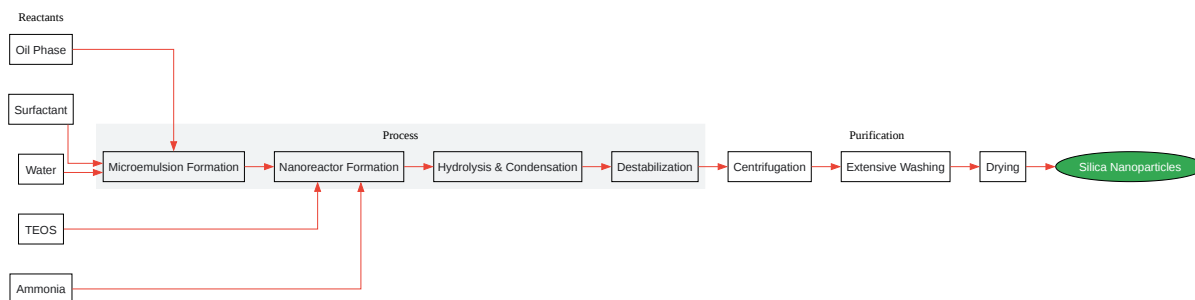 Reactants
Oil Phase
Surfactant
Process
Purification
Water
Microemulsion Formation
Nanoreactor Formation
Hydrolysis & Condensation
Destabilization
Centrifugation
Extensive Washing
Drying
Silica Nanoparticles
TEOS
Ammonia